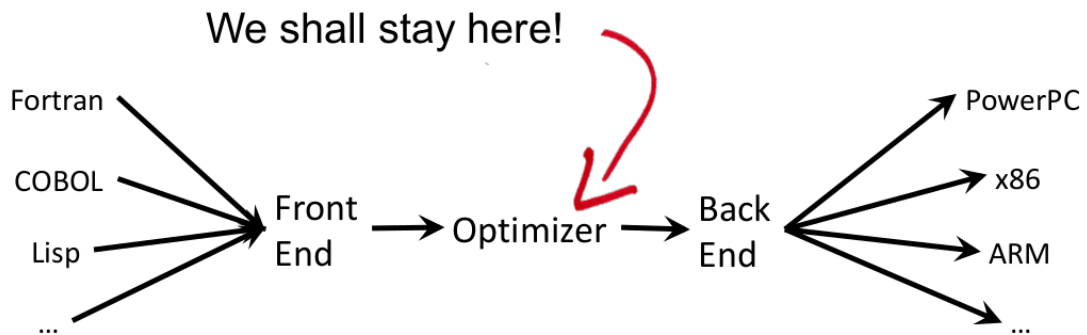 We shall stay here!
Fortran
COBOL
Lisp
...
Front
End
Optimizer
Back
End
PowerPC
x86
ARM
...